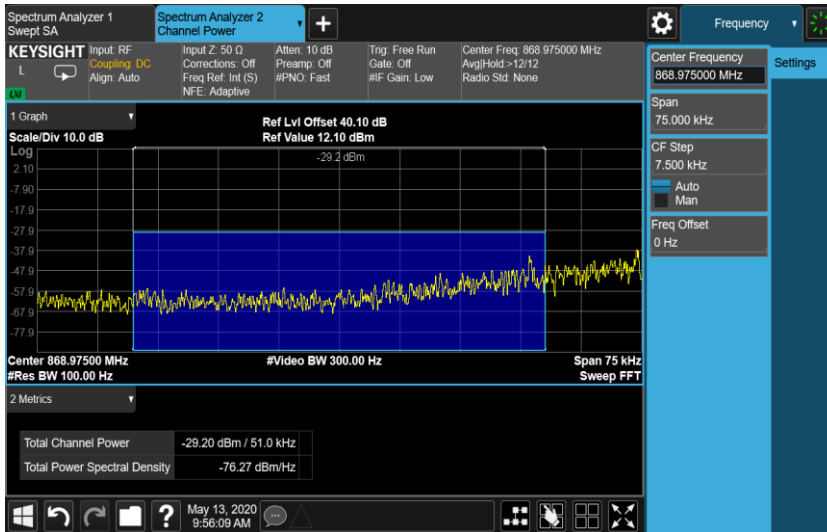 Spectrum Analyzer 1
Swept SA
Spectrum Analyzer 2
Channel Power
Frequency
KEYSIGHT
L
LXI
Input: RF
Coupling: DC
Align: Auto
Input Z: 50 Ω
Corrections: Off
Freq Ref: Int (S)
NFE: Adaptive
Atten: 10 dB
Preamp: Off
#PNO: Fast
Trig: Free Run
Gate: Off
#IF Gain: Low
Center Freq: 868.975000 MHz
Avg|Hold:>12/12
Radio Std: None
Center Frequency
868.975000 MHz
Settings
Span
75.000 kHz
CF Step
7.500 kHz
Auto
Man
Freq Offset
0 Hz
1 Graph
Scale/Div 10.0 dB
Ref Lvl Offset 40.10 dB
Ref Value 12.10 dBm
Log
-29.2 dBm
2.10
-7.90
-17.9
-27.9
-37.9
-47.9
-57.9
-67.9
-77.9
Center 868.97500 MHz
#Video BW 300.00 Hz
Span 75 kHz
#Res BW 100.00 Hz
Sweep FFT
2 Metrics
Total Channel Power -29.20 dBm / 51.0 kHz
Total Power Spectral Density -76.27 dBm/Hz
?
May 13, 2020
9:56:09 AM